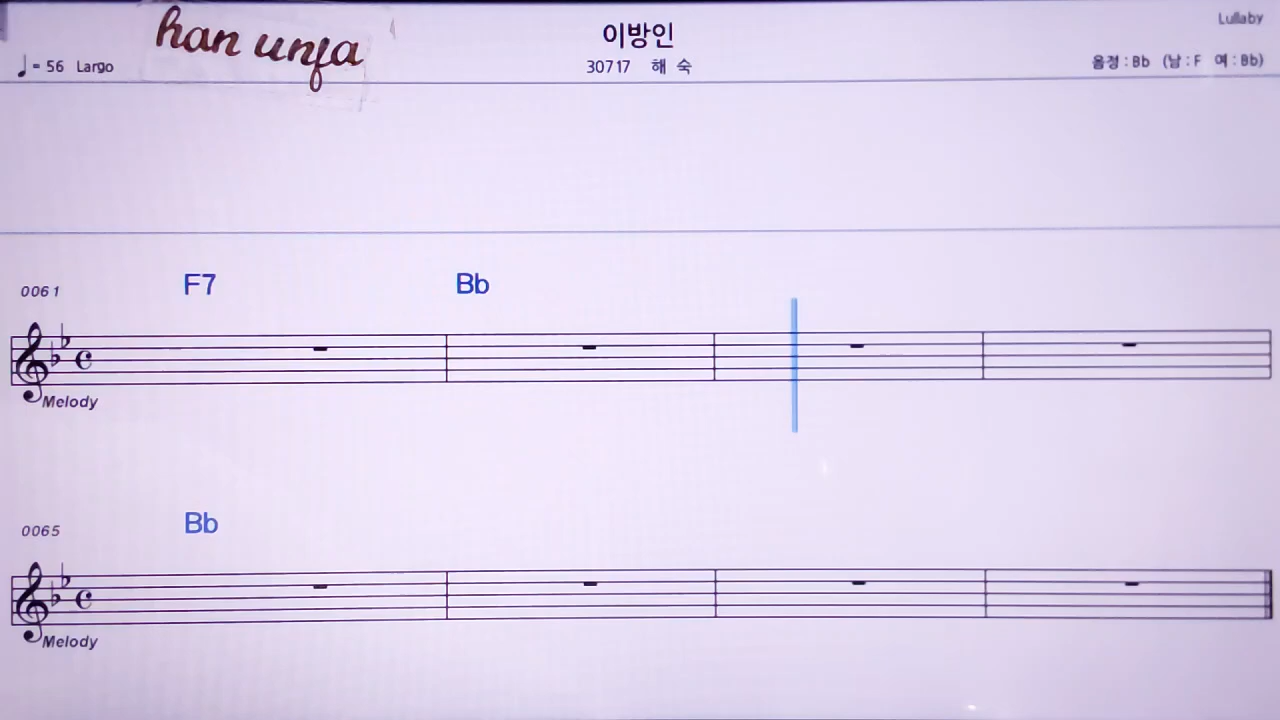 han unfa
이방인
Lullaby
♩= 56 Largo
30717 해 숙
음정 : Bb (남 : F 여 : Bb)
0061 F7 Bb
Melody
0065 Bb
Melody